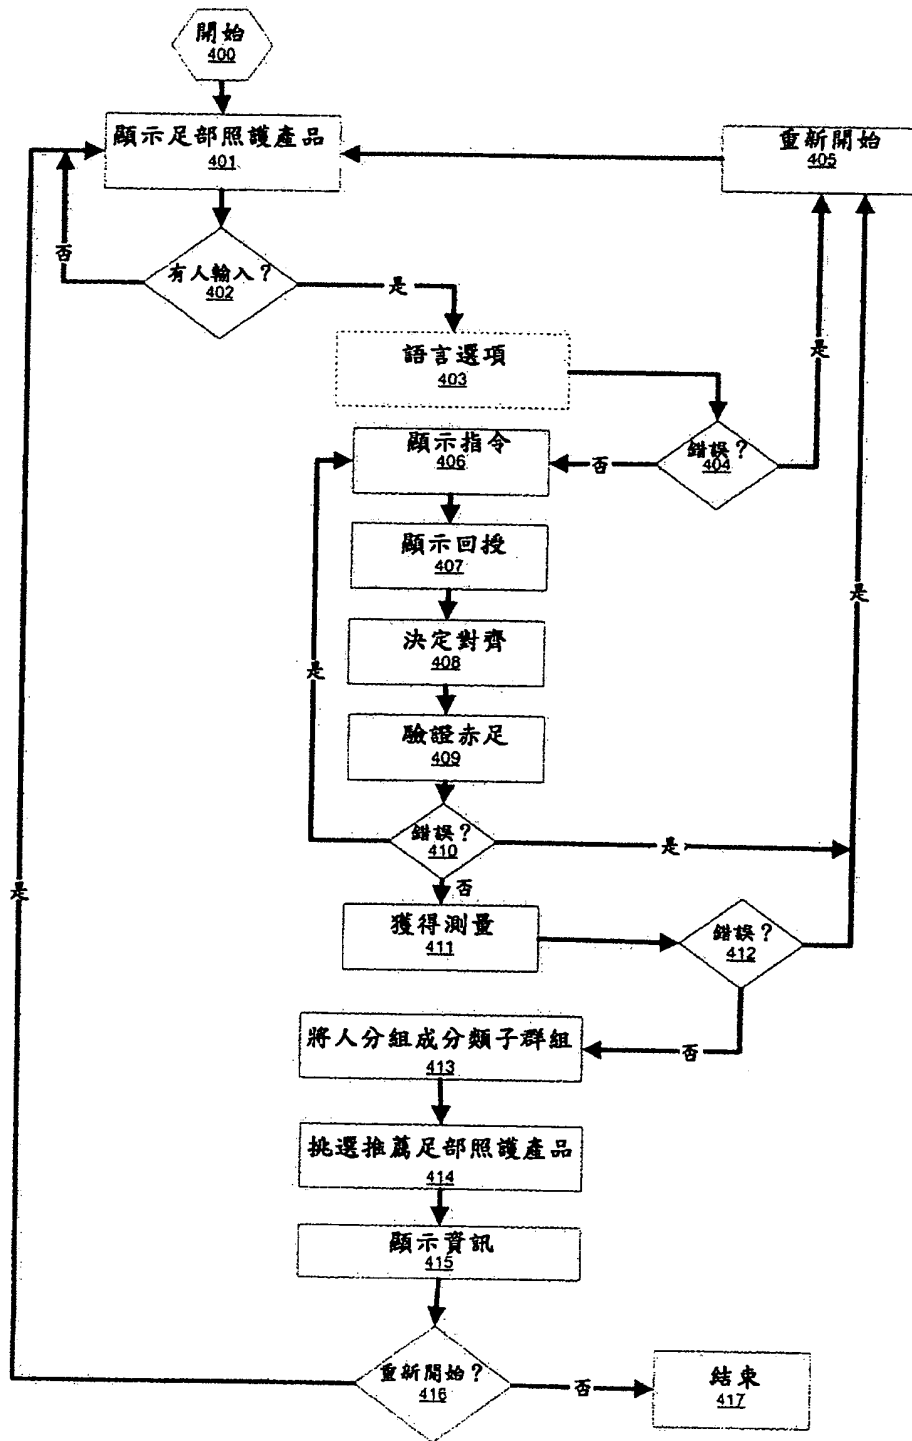 開始
400
顯示足部照護產品
401
重新開始
405
否
有人輸入？
402
是
語言選項
403
是
顯示指令
406
否
錯誤？
404
顯示回授
407
是
決定對齊
408
是
驗證赤足
409
錯誤？
410
是
否
是
獲得測量
411
錯誤？
412
將人分組成分類子群組
413
否
挑選推薦足部照護產品
414
顯示資訊
415
重新開始？
416
否
結束
417